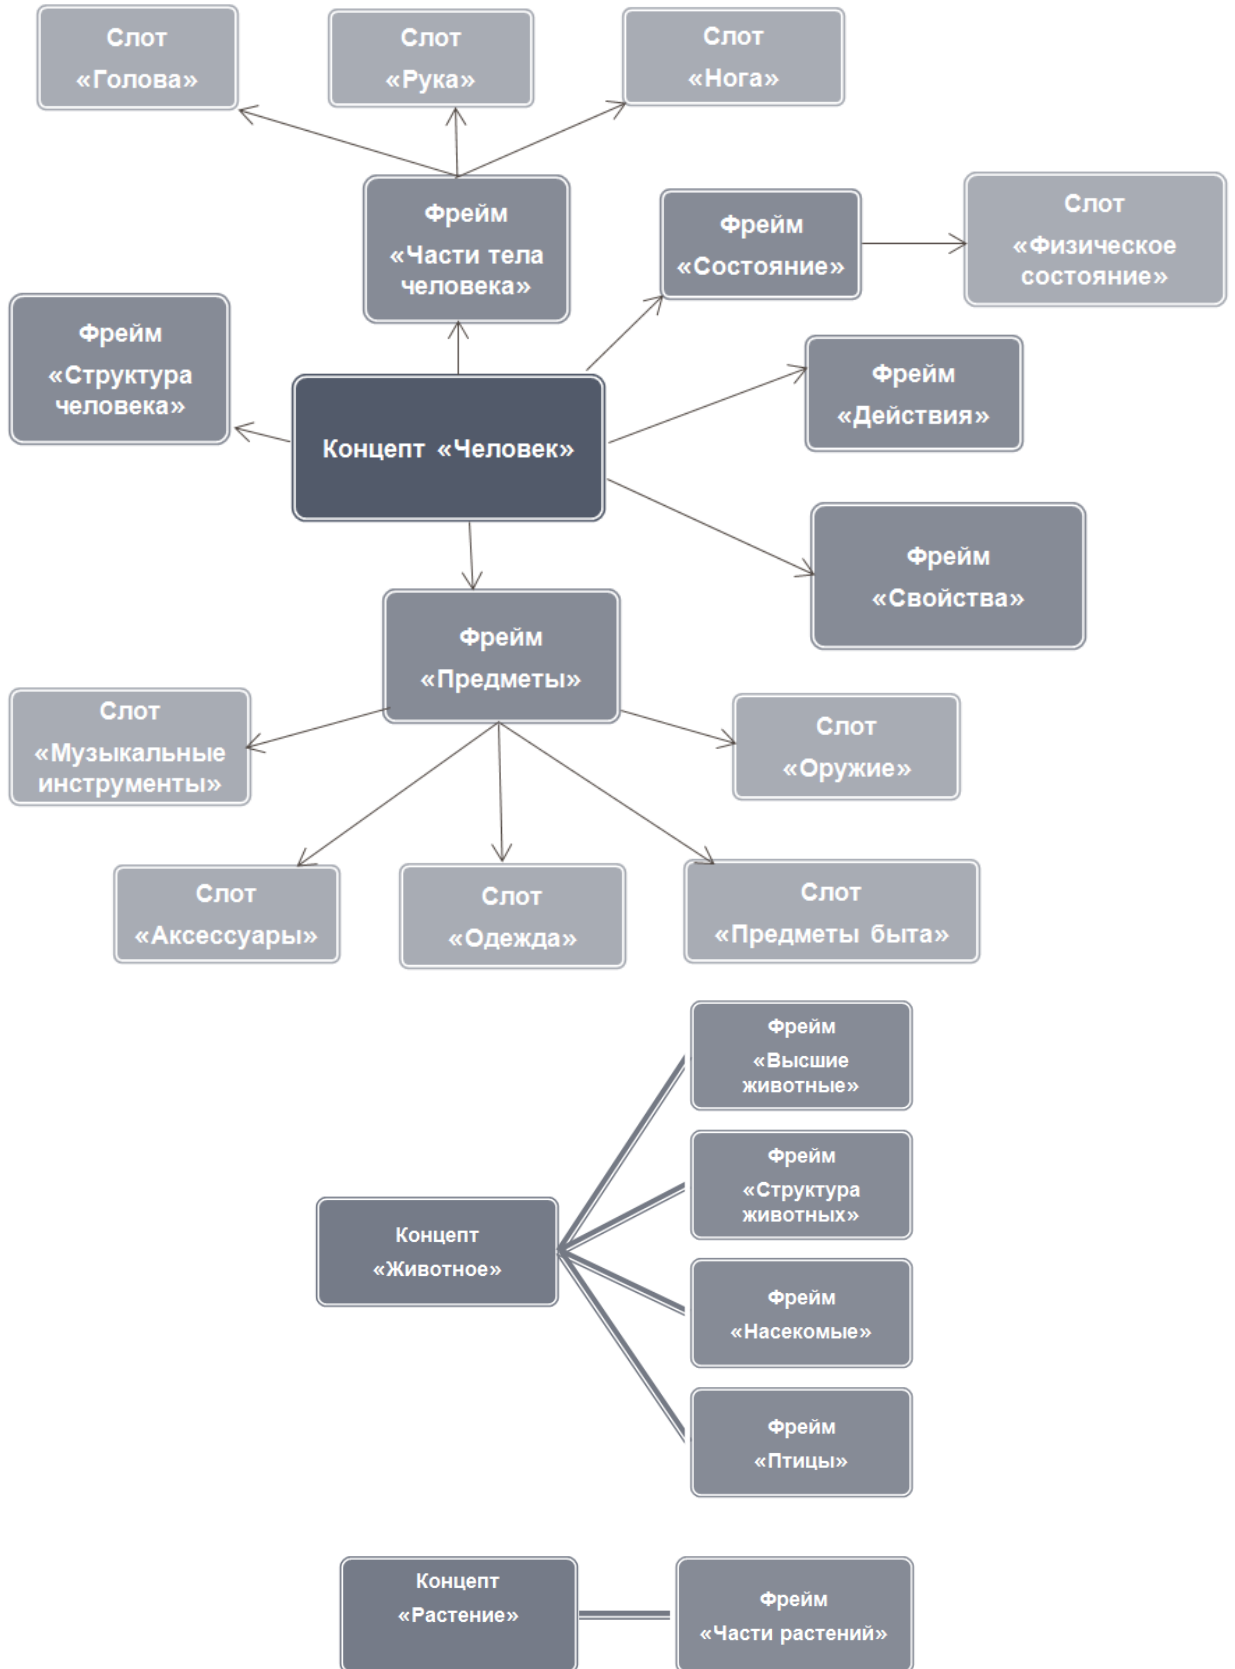 Слот
«Голова»
Слот
«Рука»
Слот
«Нога»
Фрейм
«Части тела
человека»
Фрейм
«Состояние»
Слот
«Физическое
состояние»
Фрейм
«Структура
человека»
Концепт «Человек»
Фрейм
«Действия»
Фрейм
«Свойства»
Фрейм
«Предметы»
Слот
«Музыкальные
инструменты»
Слот
«Оружие»
Слот
«Аксессуары»
Слот
«Одежда»
Слот
«Предметы быта»
Концепт
«Животное»
Фрейм
«Высшие
животные»
Фрейм
«Структура
животных»
Фрейм
«Насекомые»
Фрейм
«Птицы»
Концепт
«Растение»
Фрейм
«Части растений»